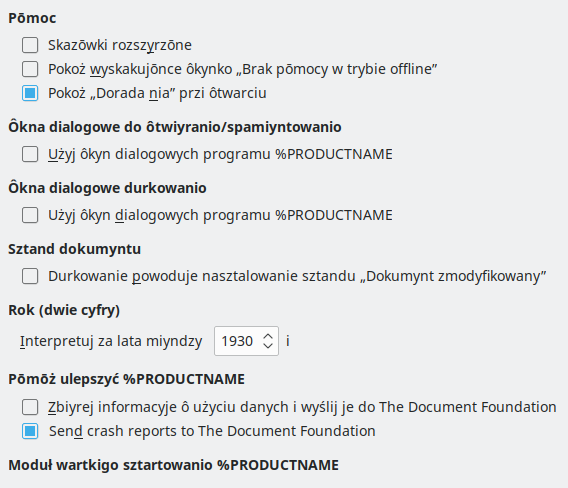 Pōmoc
Skazōwki rozszyrzōne
Pokoż wyskakujōnce ôkynko „Brak pōmocy w trybie offline”
Pokoż „Dorada nia” przi ôtwarciu
Ôkna dialogowe do ôtwiyranio/spamiyntowanio
Użyj ôkyn dialogowych programu %PRODUCTNAME
Ôkna dialogowe durkowanio
Użyj ôkyn dialogowych programu %PRODUCTNAME
Sztand dokumyntu
Durkowanie powoduje nasztalowanie sztandu „Dokumynt zmodyfikowany”
Rok (dwie cyfry)
Interpretuj za lata miyndzy 1930 i
Pōmōż ulepszyć %PRODUCTNAME
Zbiyrej informacyje ô użyciu danych i wyślij je do The Document Foundation
Send crash reports to The Document Foundation
Moduł wartkigo sztartowanio %PRODUCTNAME